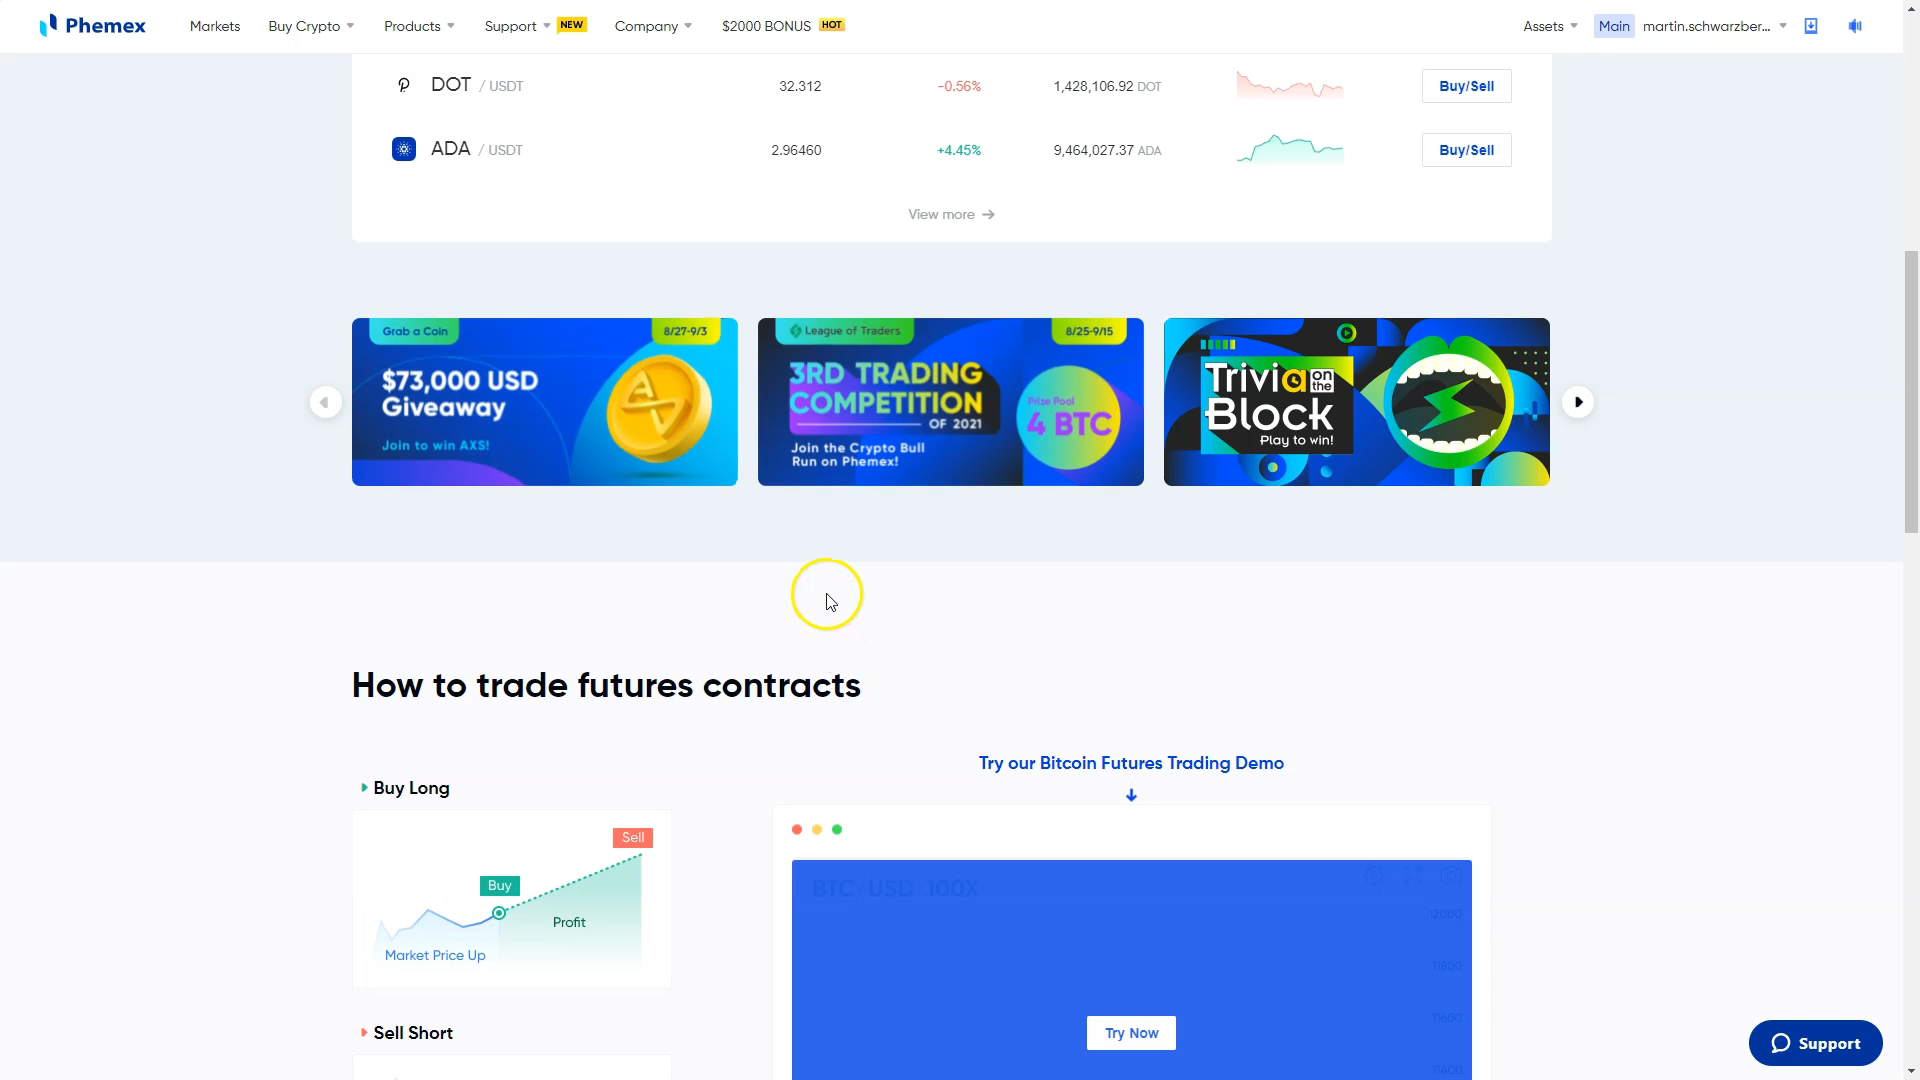 Phemex
Markets
Buy Crypto
Products
Support NEW
Company
$2000 BONUS HOT
Assets
Main
martin.schwarzber...
DOT / USDT 32.312 -0.56% 1,428,106.92 DOT Buy/Sell
ADA / USDT 2.96460 +4.45% 9,464,027.37 ADA Buy/Sell
View more →
Grab a Coin 8/27-9/3
$73,000 USD
Giveaway
Join to win AXS!
League of Traders 8/25-9/15
3RD TRADING
COMPETITION
OF 2021
Join the Crypto Bull
Run on Phemex!
Prize Pool
4 BTC
Trivia on the
Block
Play to win!
How to trade futures contracts
Try our Bitcoin Futures Trading Demo
Buy Long
Sell
Buy
Profit
Market Price Up
BTC/USD 100X
12000
11800
11600
11400
Try Now
Sell Short
Support